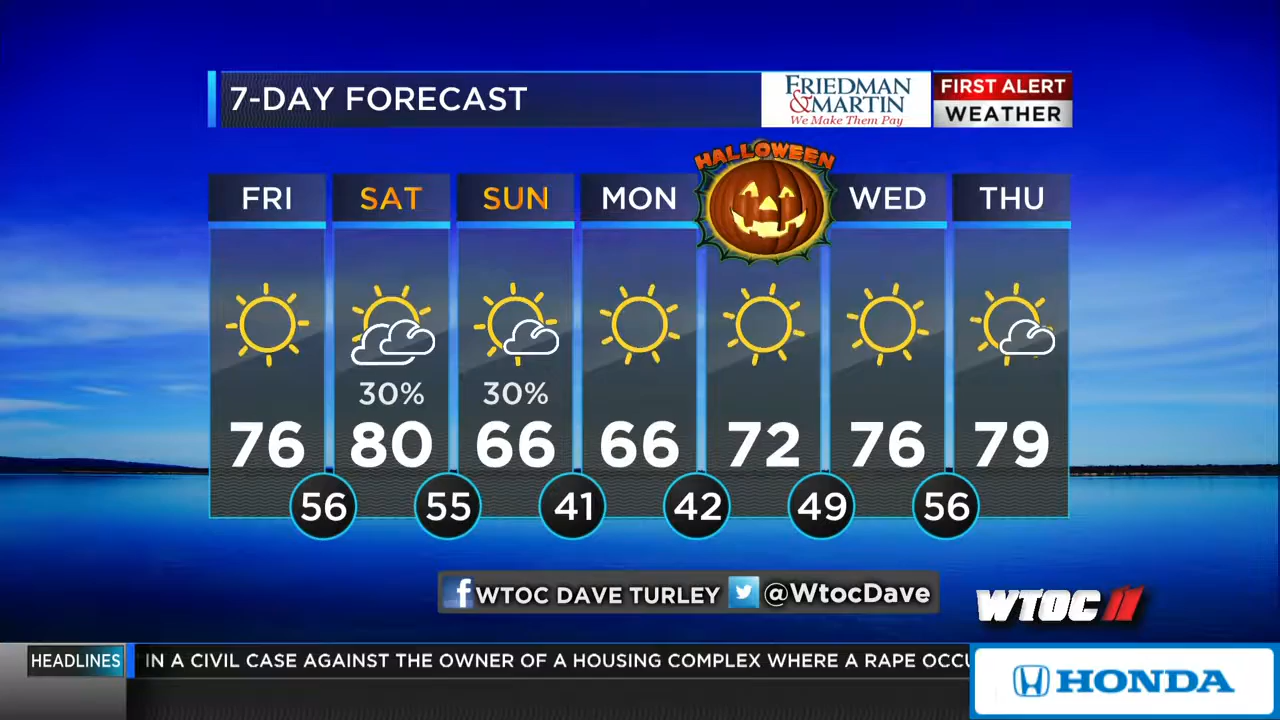 7-DAY FORECAST
FRIEDMAN
&MARTIN
We Make Them Pay
FIRST ALERT
WEATHER
HALLOWEEN
FRI SAT SUN MON WED THU
30% 30%
76 80 66 66 72 76 79
56 55 41 42 49 56
f WTOC DAVE TURLEY @WtocDave
WTOC 11
HEADLINES IN A CIVIL CASE AGAINST THE OWNER OF A HOUSING COMPLEX WHERE A RAPE OCCU
HONDA